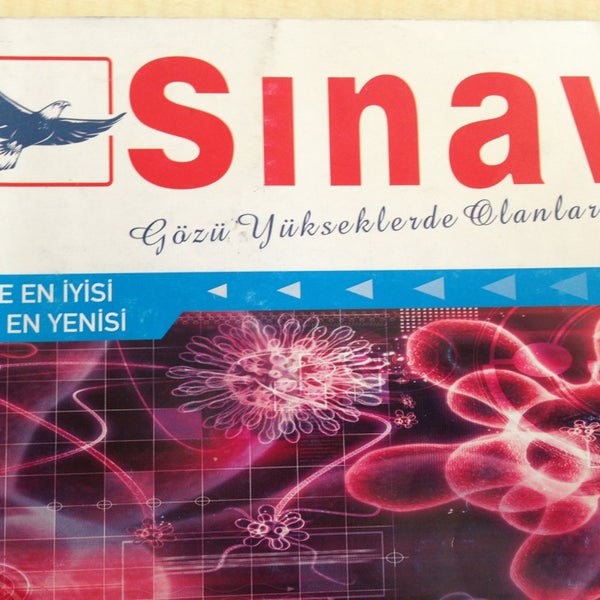 Sınav
Gözü Yükseklerde Olanlar
E EN İYİSİ
EN YENİSİ